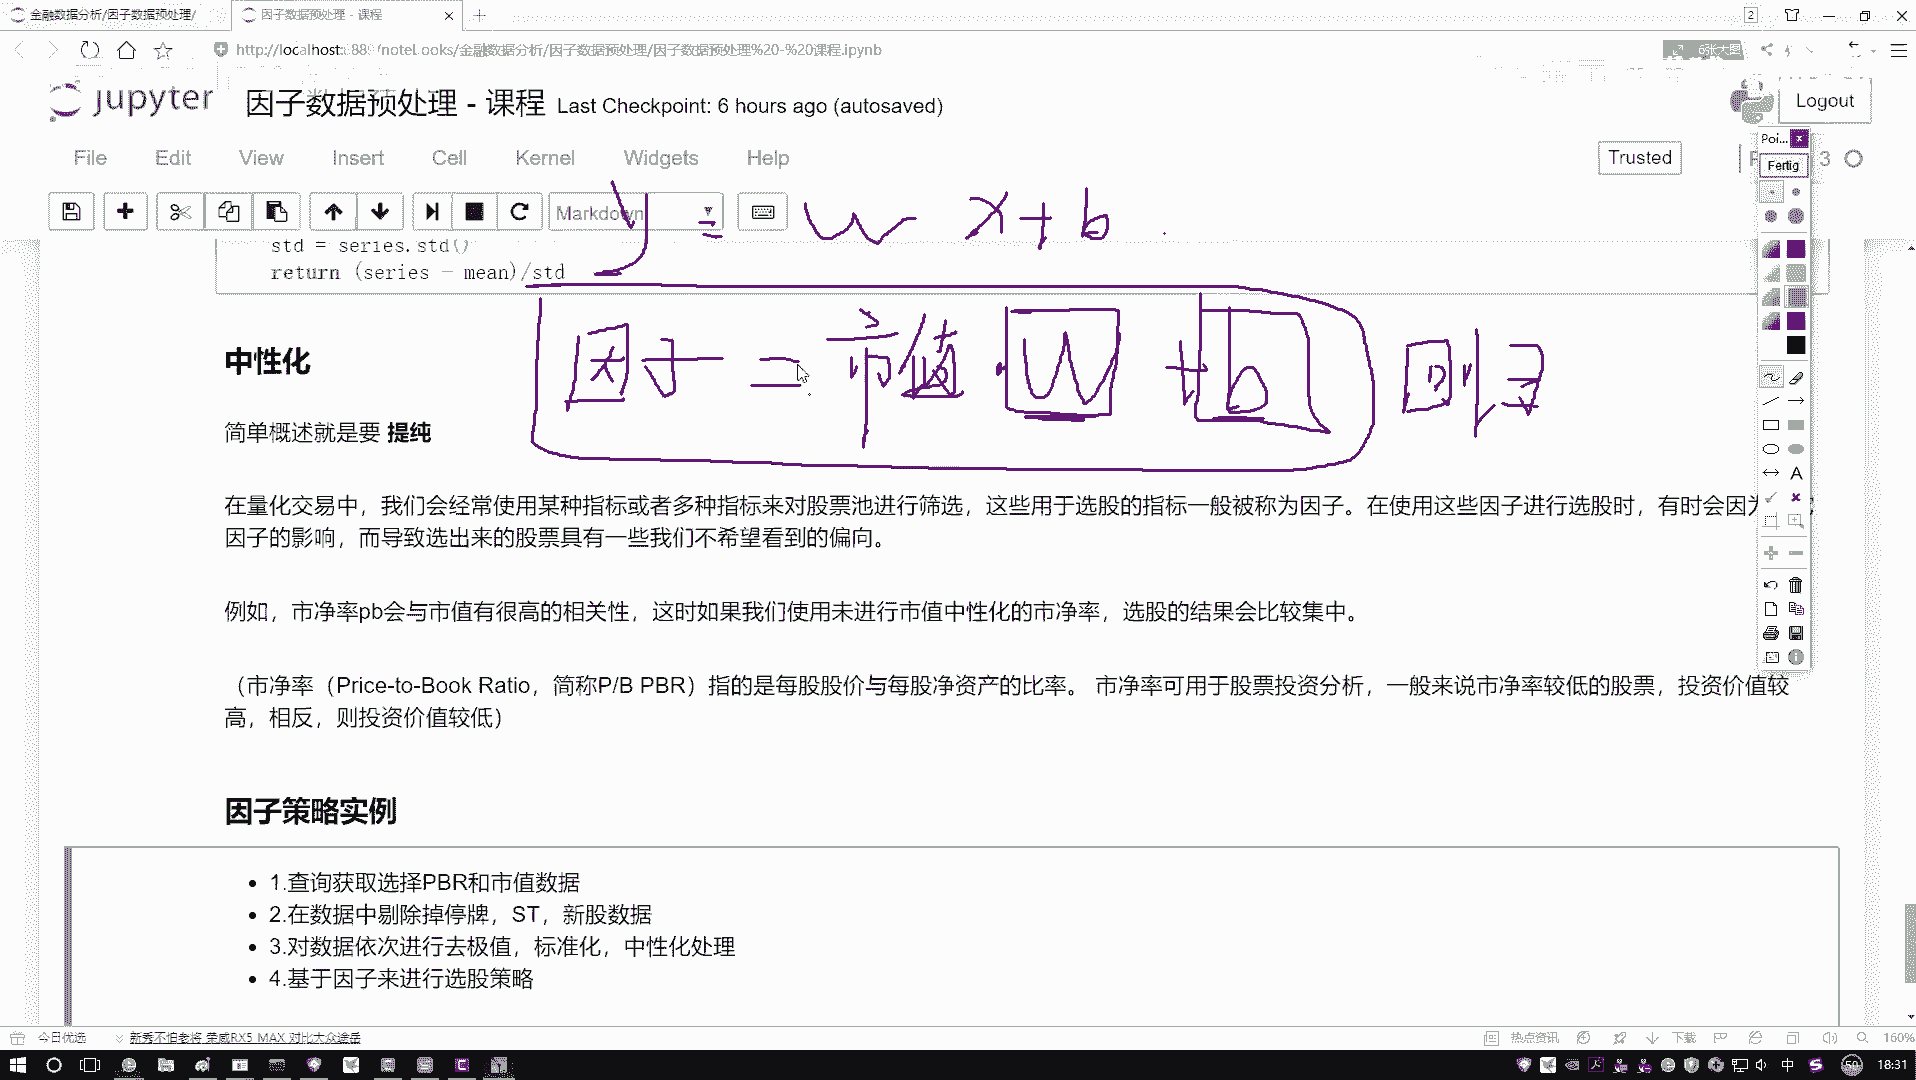 金融数据分析/因子数据预处理/
因子数据预处理 - 课程
2
金融数据分析/因子数据预处理/因子数据预处理%20-%20课程.ipynb
6张大图
jupyter
因子数据预处理 - 课程
Last Checkpoint: 6 hours ago (autosaved)
Logout
File Edit View Insert Cell Kernel Widgets Help
Trusted
3
Poi...
Fertig
Markdown
y = w x + b
std = series.std()
return (series - mean)/std
因子 = 市值 · W + b 回归
中性化
简单概述就是要 提纯
在量化交易中，我们会经常使用某种指标或者多种指标来对股票池进行筛选，这些用于选股的指标一般被称为因子。在使用这些因子进行选股时，有时会因为
因子的影响，而导致选出来的股票具有一些我们不希望看到的偏向。
例如，市净率pb会与市值有很高的相关性，这时如果我们使用未进行市值中性化的市净率，选股的结果会比较集中。
（市净率（Price-to-Book Ratio，简称P/B PBR）指的是每股股价与每股净资产的比率。 市净率可用于股票投资分析，一般来说市净率较低的股票，投资价值较
高，相反，则投资价值较低）
因子策略实例
1.查询获取选择PBR和市值数据
2.在数据中剔除掉停牌，ST，新股数据
3.对数据依次进行去极值，标准化，中性化处理
4.基于因子来进行选股策略
今日优选
新秀不怕老将 荣威RX5 MAX 对比大众途岳
热点资讯
下载
160%
中
50
18:31